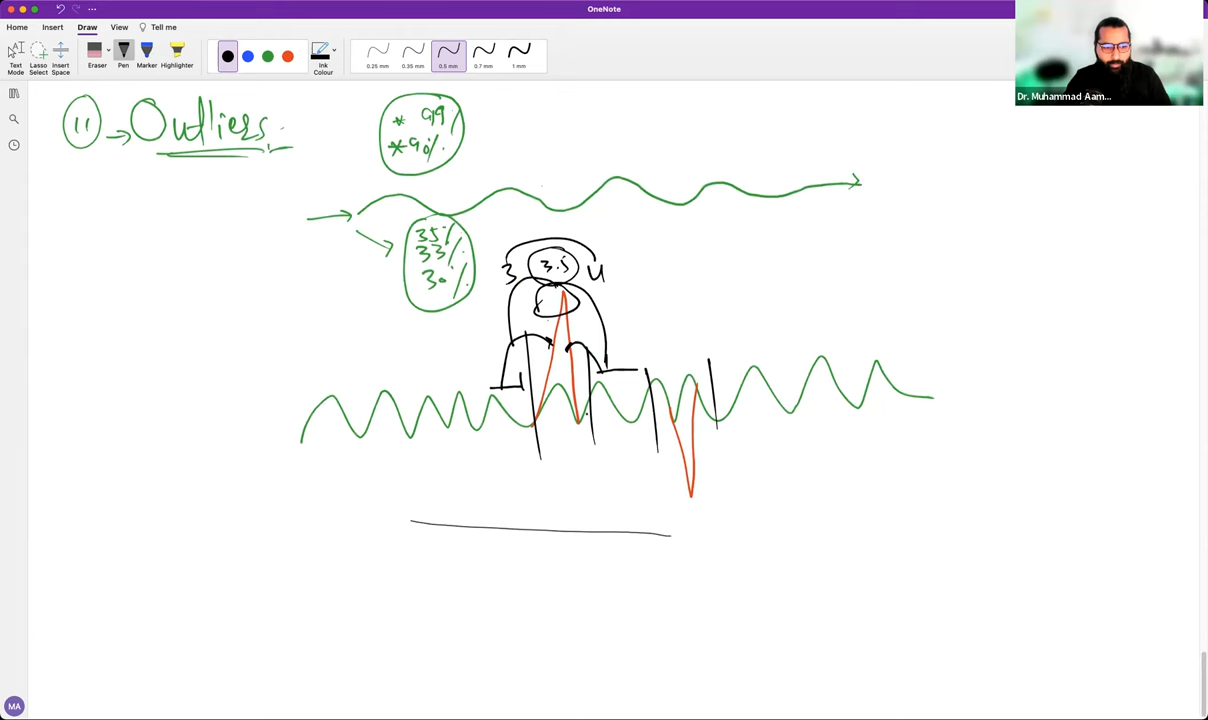 OneNote
Home Insert Draw View Tell me
Text Mode
Lasso Select
Insert Space
Eraser
Pen
Marker
Highlighter
Ink Colour
0.25 mm
0.35 mm
0.5 mm
0.7 mm
1 mm
Dr. Muhammad Aam...
11 → Outliers
* 99%
* 90%
35%
33%
30%
3 3.5 4
MA